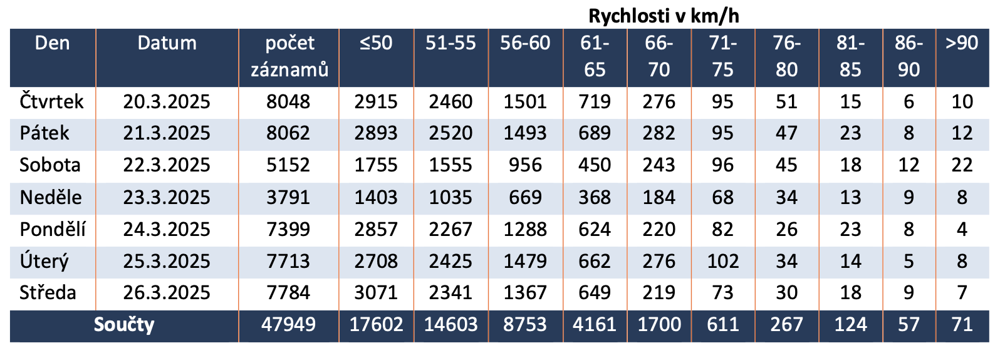 Rychlosti v km/h
Den Datum počet záznamů ≤50 51-55 56-60 61-65 66-70 71-75 76-80 81-85 86-90 >90
Čtvrtek 20.3.2025 8048 2915 2460 1501 719 276 95 51 15 6 10
Pátek 21.3.2025 8062 2893 2520 1493 689 282 95 47 23 8 12
Sobota 22.3.2025 5152 1755 1555 956 450 243 96 45 18 12 22
Neděle 23.3.2025 3791 1403 1035 669 368 184 68 34 13 9 8
Pondělí 24.3.2025 7399 2857 2267 1288 624 220 82 26 23 8 4
Úterý 25.3.2025 7713 2708 2425 1479 662 276 102 34 14 5 8
Středa 26.3.2025 7784 3071 2341 1367 649 219 73 30 18 9 7
Součty 47949 17602 14603 8753 4161 1700 611 267 124 57 71